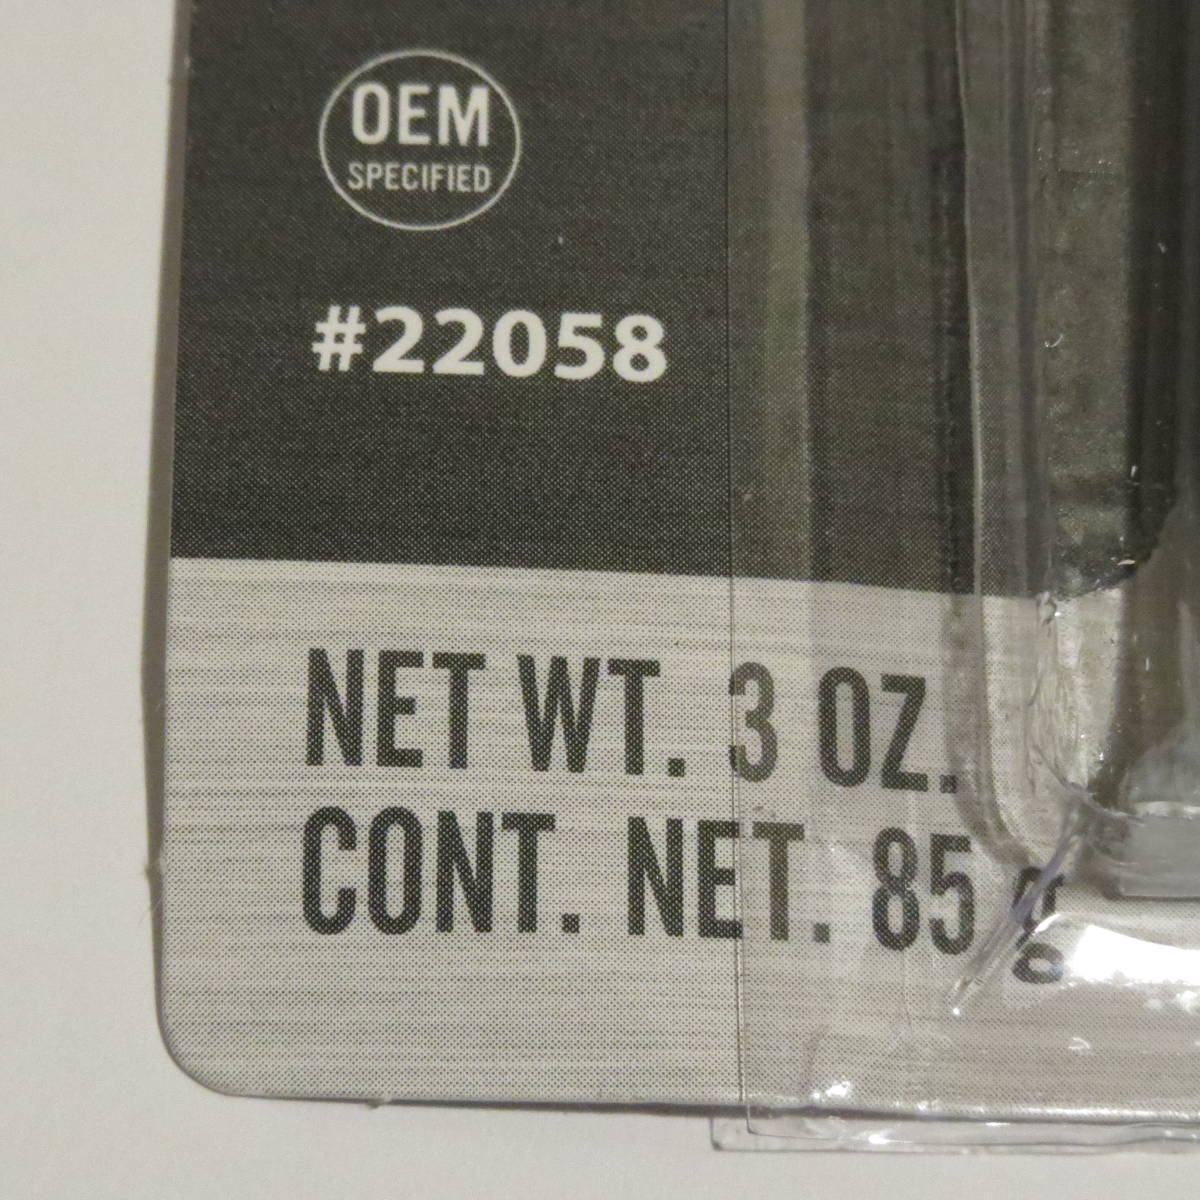 OEM
SPECIFIED
#22058
NET WT. 3 OZ.
CONT. NET. 85 g